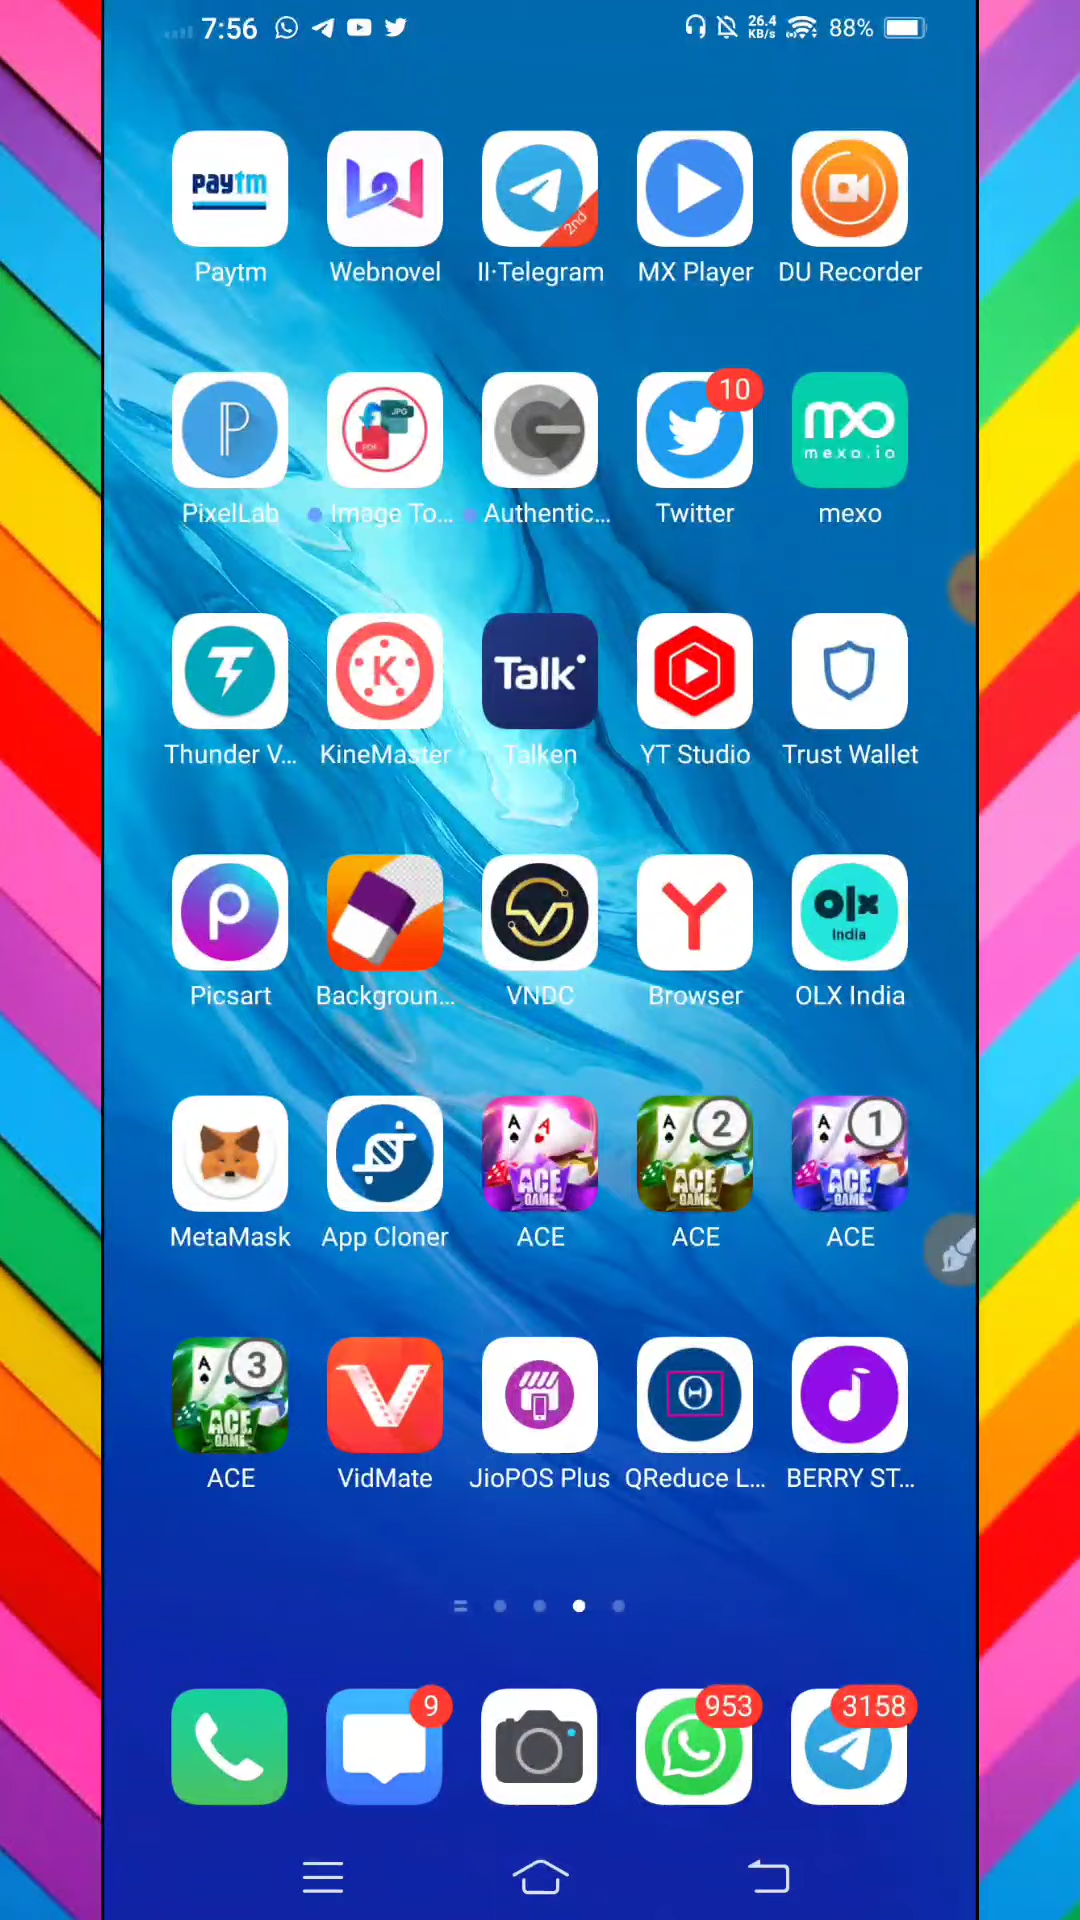 7:56 26.4 KB/s 88%
paytm 2nd
Paytm Webnovel II·Telegram MX Player DU Recorder
P JPG PDF 10 mxo mexo.io
PixelLab Image To... Authentic... Twitter mexo
K Talk
Thunder V... KineMaster Talken YT Studio Trust Wallet
P Y olx India
Picsart Backgroun... VNDC Browser OLX India
A A ACE GAME A 2 ACE GAME A 1 ACE GAME
MetaMask App Cloner ACE ACE ACE
A 3 ACE GAME
ACE VidMate JioPOS Plus QReduce L... BERRY ST...
9 953 3158